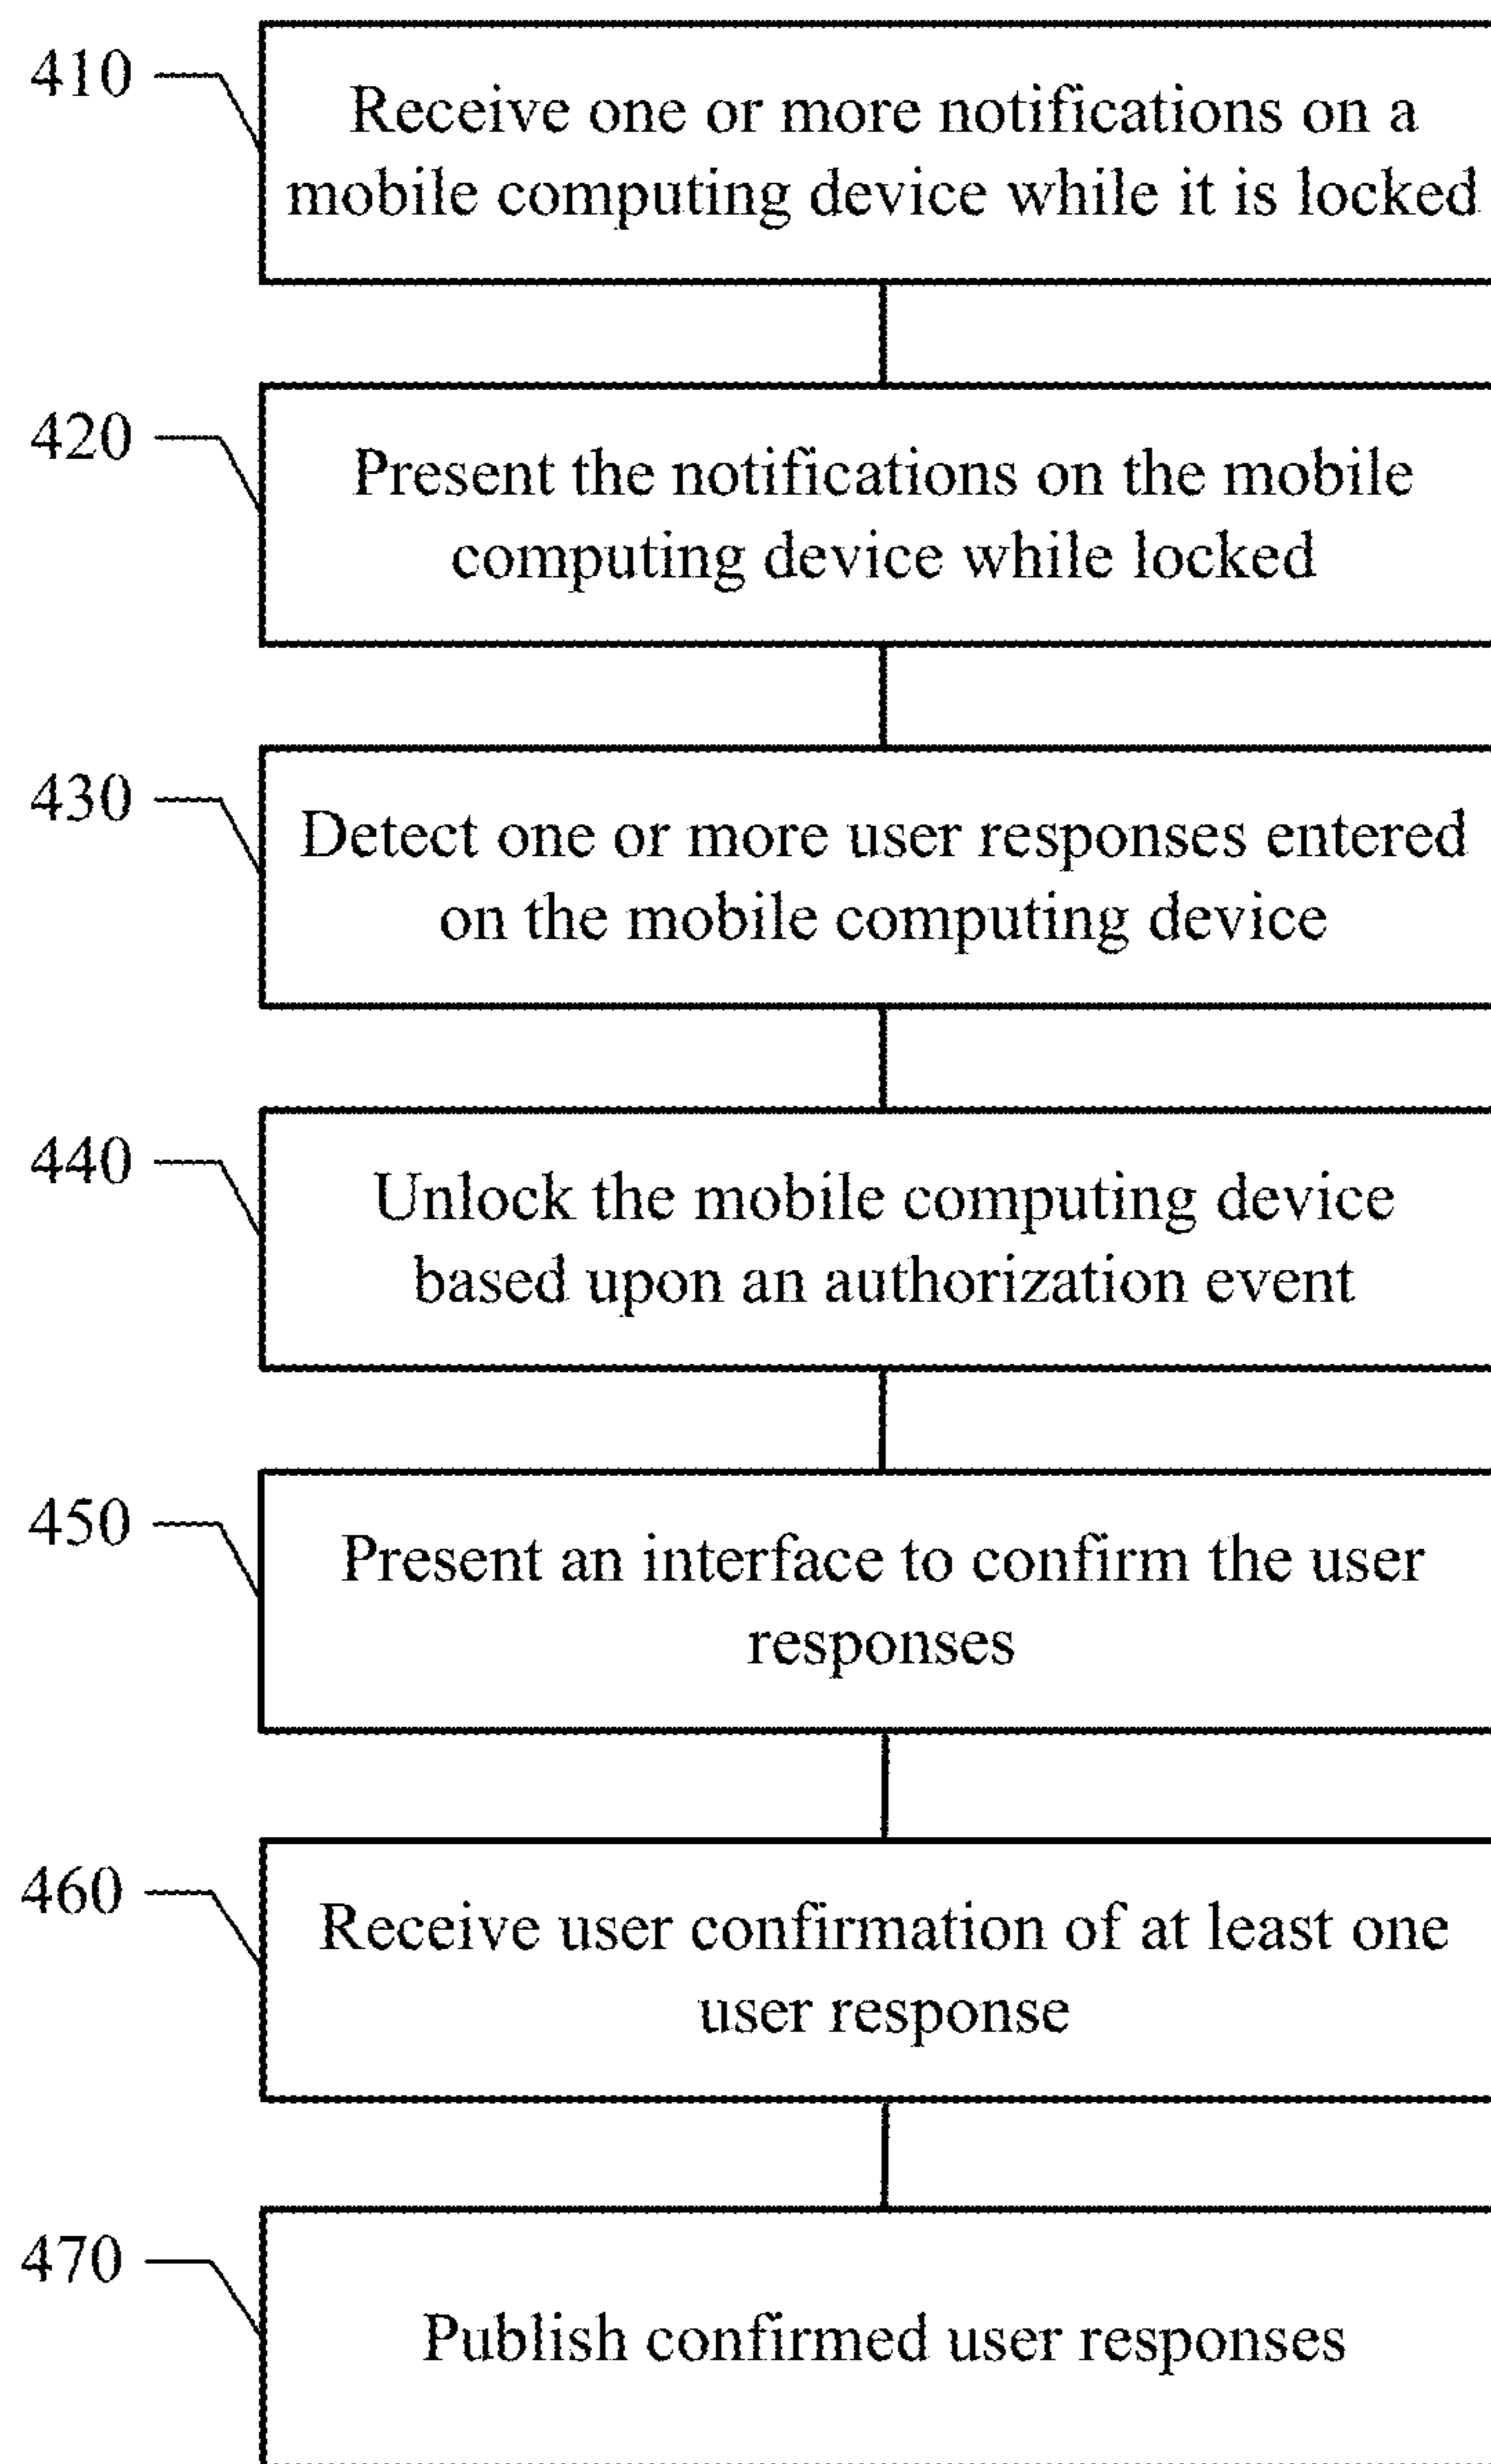 410
Receive one or more notifications on a
mobile computing device while it is locked
420
Present the notifications on the mobile
computing device while locked
430
Detect one or more user responses entered
on the mobile computing device
440
Unlock the mobile computing device
based upon an authorization event
450
Present an interface to confirm the user
responses
460
Receive user confirmation of at least one
user response
470
Publish confirmed user responses